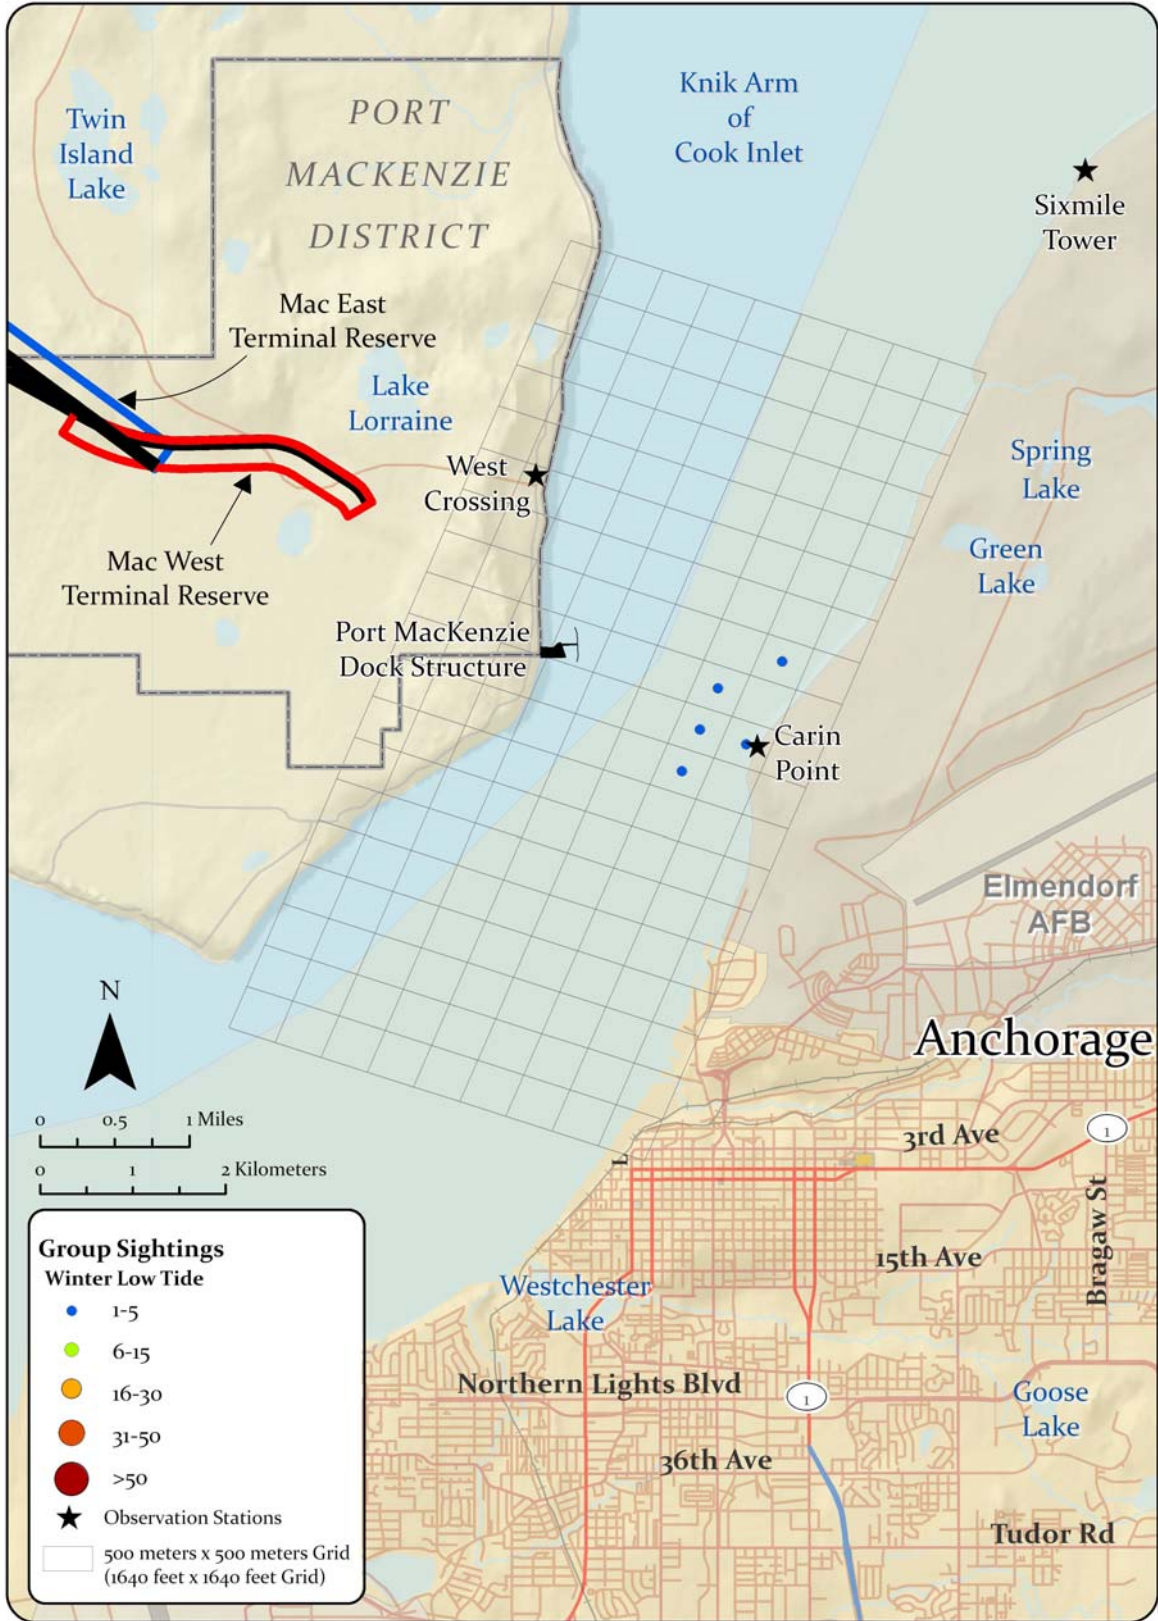 Twin
Island
Lake
PORT
MACKENZIE
DISTRICT
Knik Arm
of
Cook Inlet
Sixmile
Tower
Mac East
Terminal Reserve
Lake
Lorraine
West
Crossing
Spring
Lake
Green
Lake
Mac West
Terminal Reserve
Port MacKenzie
Dock Structure
Carin
Point
Elmendorf
AFB
N
Anchorage
0 0.5 1 Miles
0 1 2 Kilometers
L
3rd Ave
1
15th Ave
Bragaw St
Westchester
Lake
Northern Lights Blvd
1
Goose
Lake
36th Ave
Tudor Rd
Group Sightings
Winter Low Tide
1-5
6-15
16-30
31-50
>50
Observation Stations
500 meters x 500 meters Grid
(1640 feet x 1640 feet Grid)